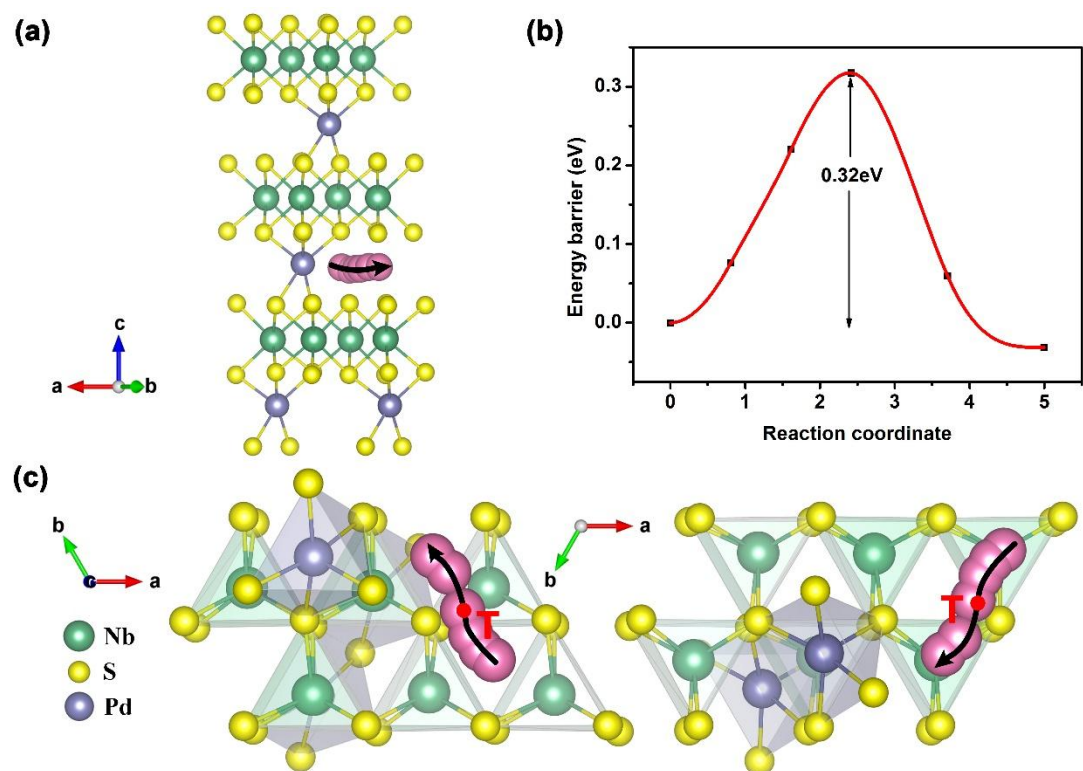 (a)
c
a
b
(b)
Energy barrier (eV)
0.3
0.2
0.1
0.0
0.32eV
0 1 2 3 4 5
Reaction coordinate
(c)
b
a
Nb
S
Pd
T
a
b
T